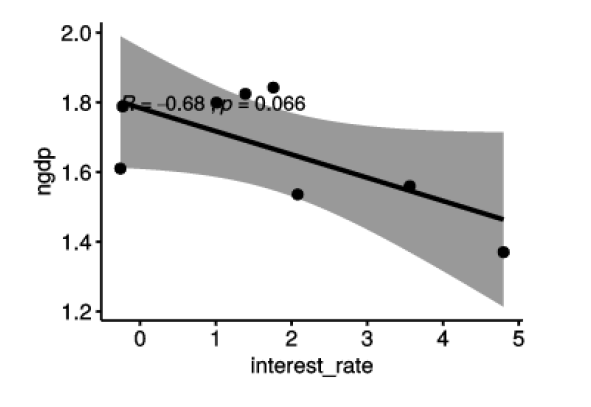 2.0
1.8
R = −0.68 , p = 0.066
1.6
1.4
1.2
ngdp
0 1 2 3 4 5
interest_rate